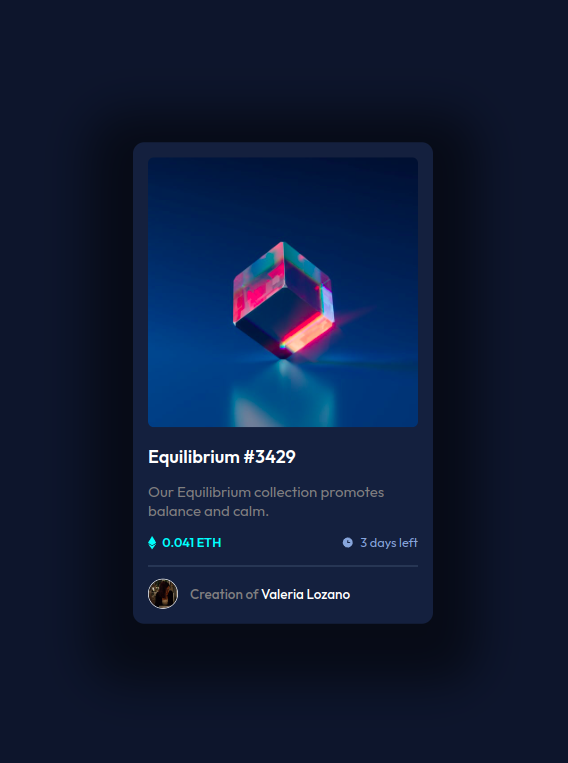 Equilibrium #3429
Our Equilibrium collection promotes
balance and calm.
0.041 ETH
3 days left
Creation of Valeria Lozano